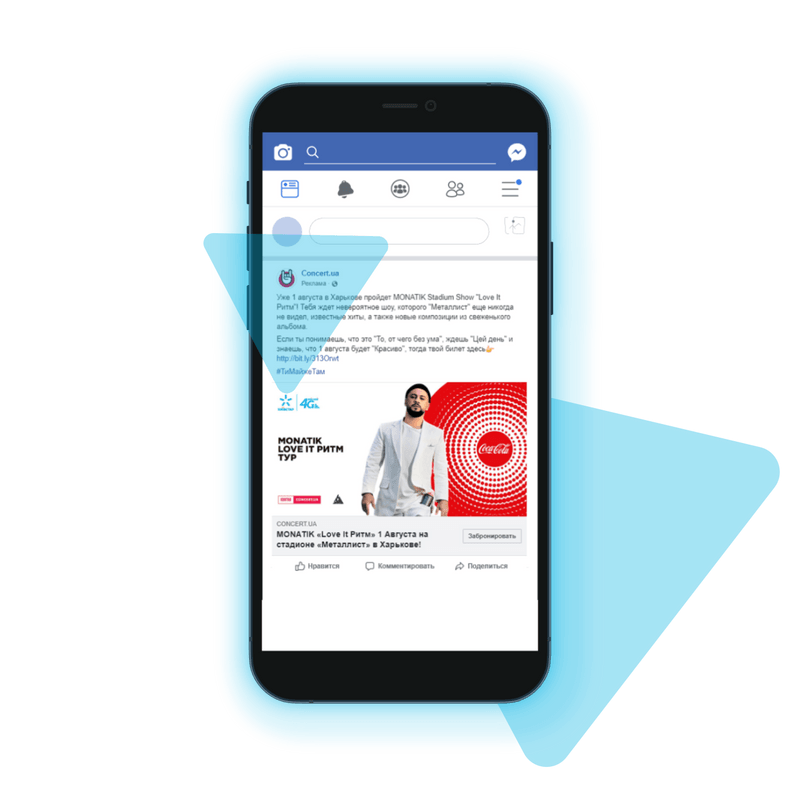 Concert.ua
Реклама
Уже 1 августа в Харькове пройдет MONATIK Stadium Show "Love It
Ритм"! Тебя ждет невероятное шоу, которого "Металлист" еще никогда
не видел, известные хиты, а также новые композиции из свеженького
альбома.
Если ты понимаешь, что это "То, от чего без ума", ждешь "Цей день" и
знаешь, что 1 августа будет "Красиво", тогда твой билет здесь
http://bit.ly/313Orwt
#ТиМайжеТам
4G
MONATIK
LOVE IT РИТМ
ТУР
Coca-Cola
CONCERT.UA
CONCERT.UA
MONATIK «Love It Ритм» 1 Августа на
стадионе «Металлист» в Харькове!
Забронировать
Нравится
Комментировать
Поделиться